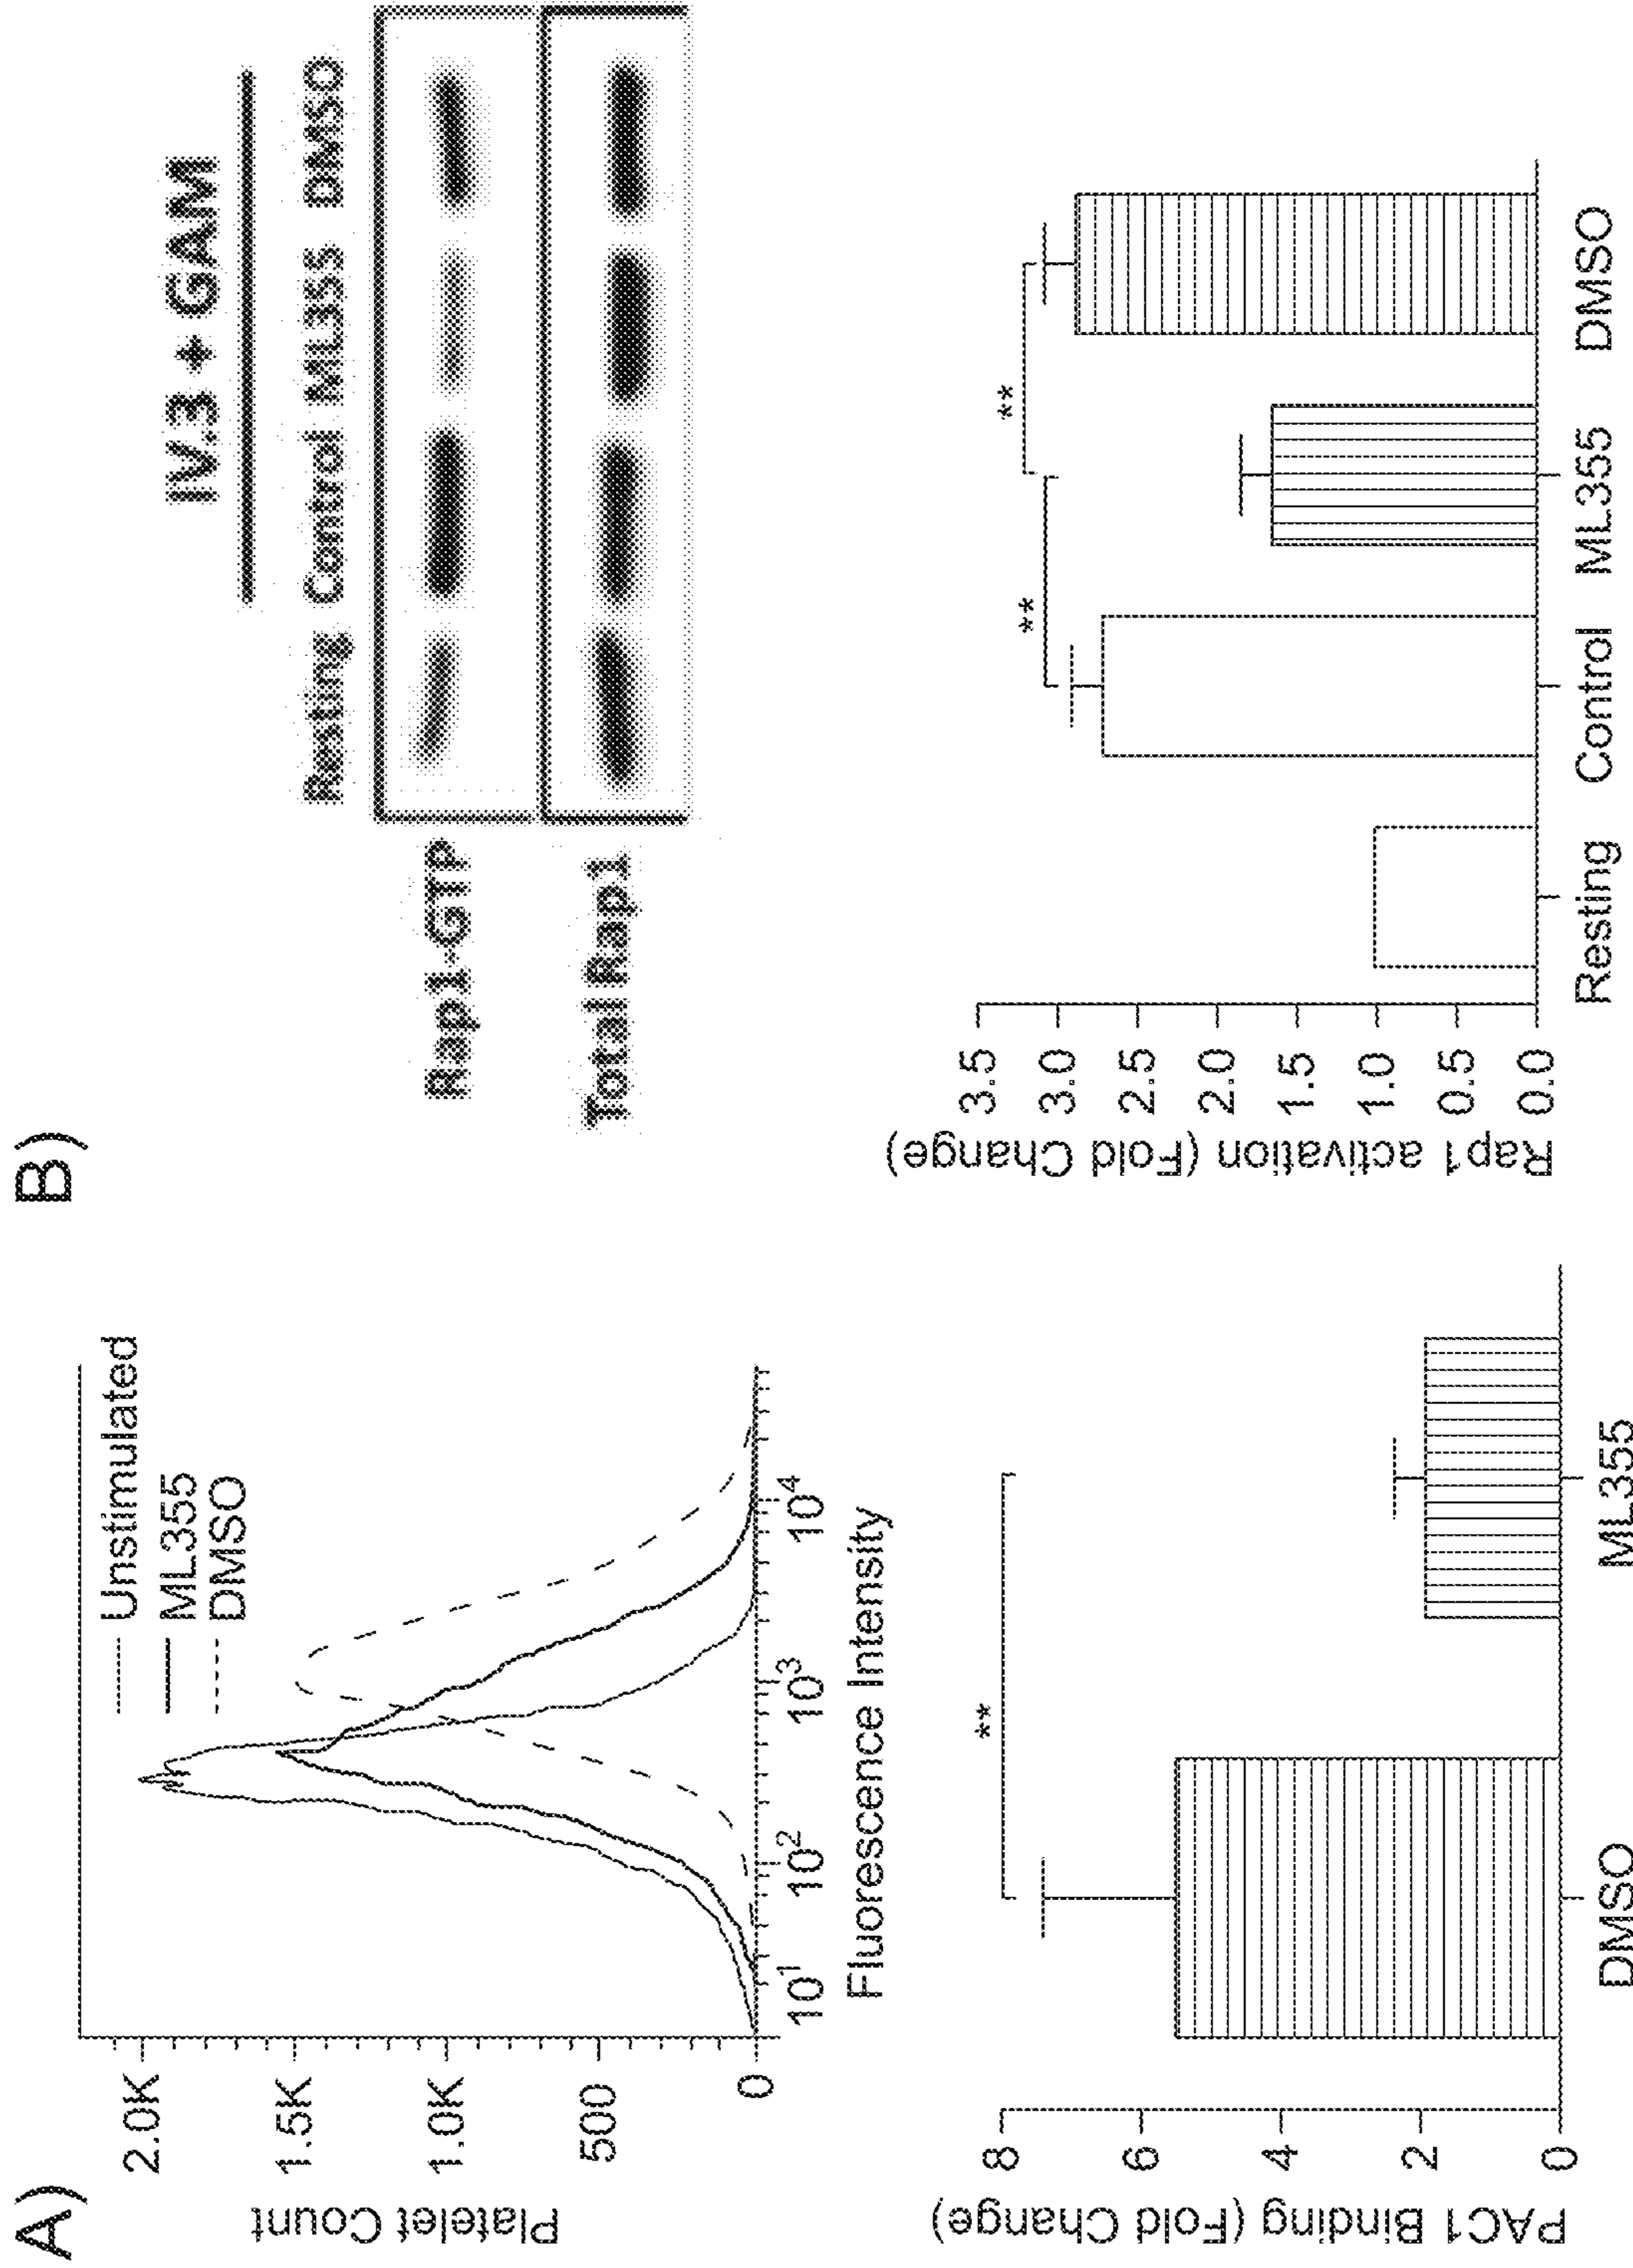 A)
Platelet Count
2.0K
1.5K
1.0K
500
0
Unstimulated
ML355
DMSO
10¹ 10² 10³ 10⁴
Fluorescence Intensity
PAC1 Binding (Fold Change)
8
6
4
2
0
**
DMSO ML355
B)
IV.3 + GAM
Resting Control ML355 DMSO
Rap1-GTP
Total Rap1
Rap1 activation (Fold Change)
3.5
3.0
2.5
2.0
1.5
1.0
0.5
0.0
**
**
Resting Control ML355 DMSO